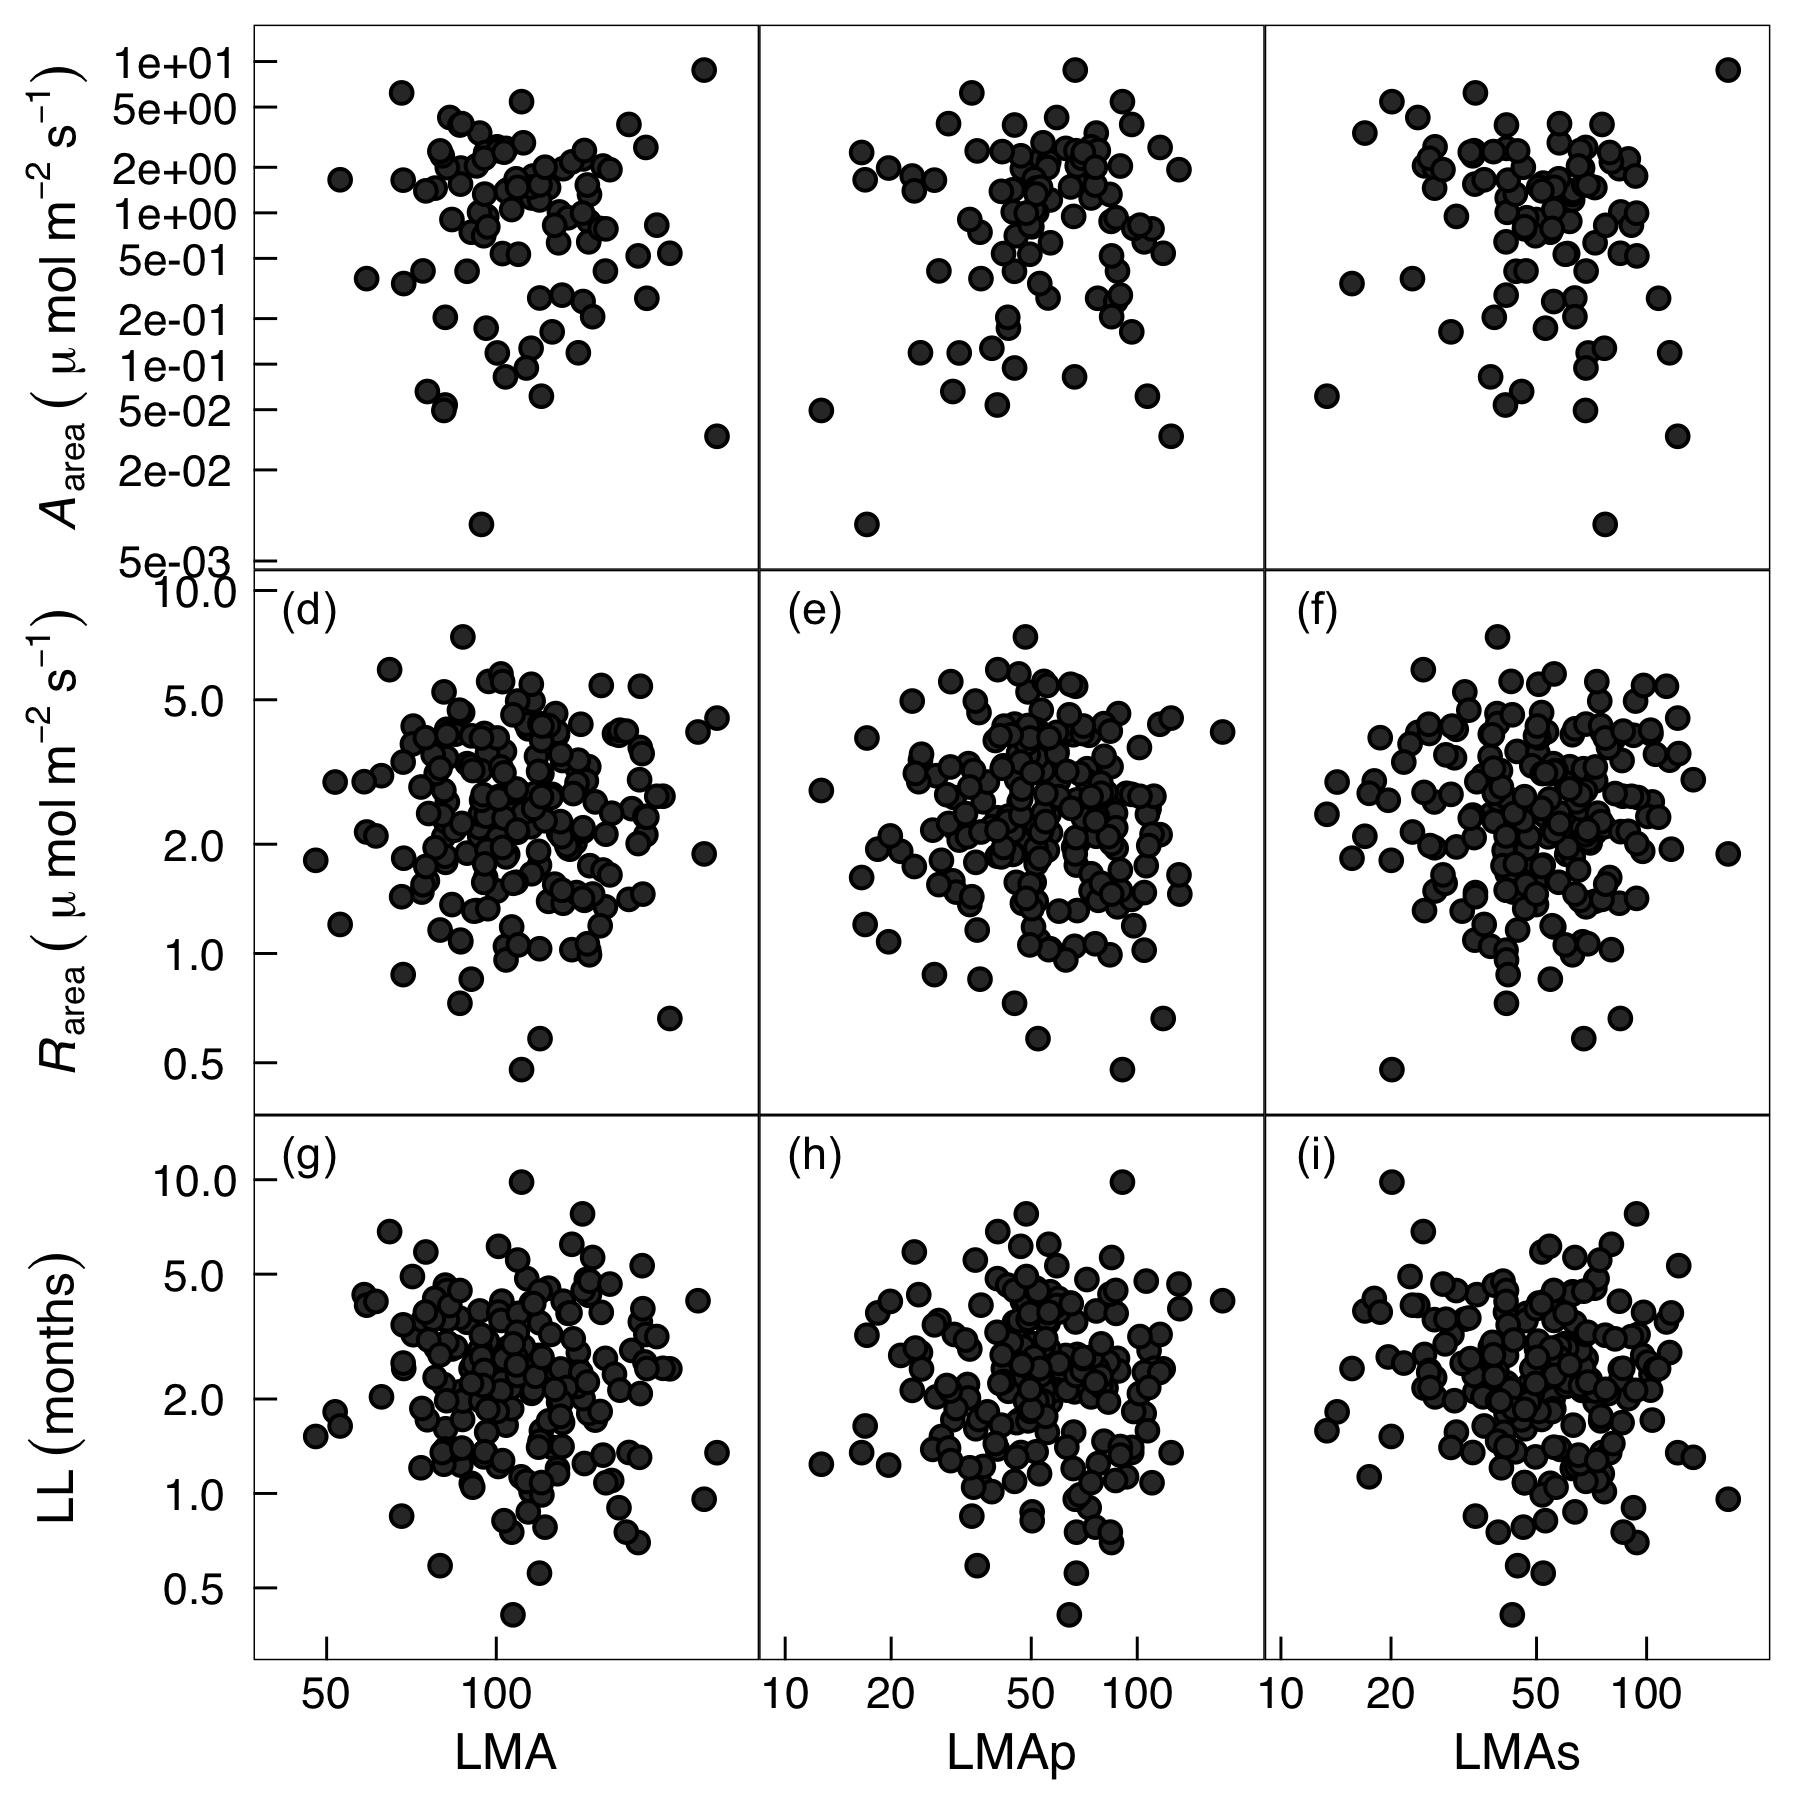 A area ( μ mol m−2 s−1 )
1e+01
5e+00
2e+00
1e+00
5e-01
2e-01
1e-01
5e-02
2e-02
5e-03
R area ( μ mol m−2 s−1 )
10.0
5.0
2.0
1.0
0.5
(d)
(e)
(f)
LL (months)
10.0
5.0
2.0
1.0
0.5
(g)
(h)
(i)
50 100
10 20 50 100
10 20 50 100
LMA
LMAp
LMAs